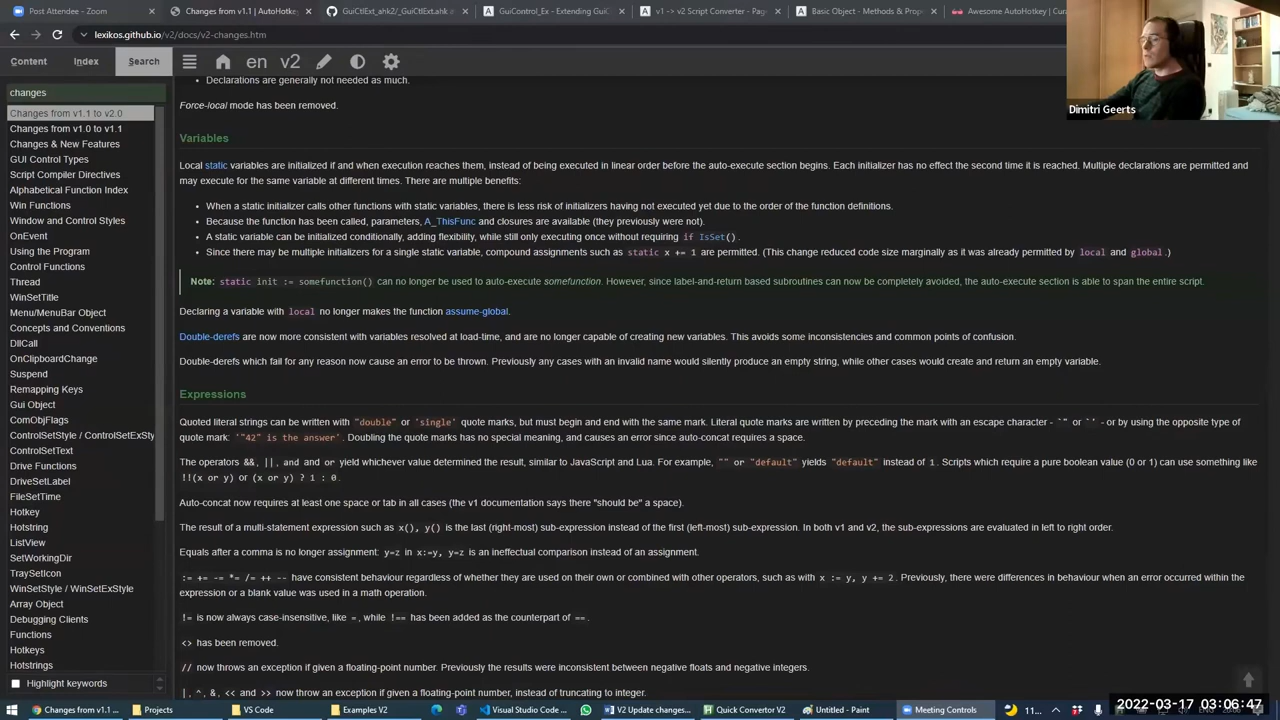 Post Attendee - Zoom
Changes from v1.1 | AutoHotkey
GuiCtlExt_ahk2/_GuiCtlExt.ahk
GuiControl_Ex - Extending GuiC
v1 -> v2 Script Converter - Page
Basic Object - Methods & Prop
Awesome AutoHotkey | Cur
lexikos.github.io/v2/docs/v2-changes.htm
Content Index Search en v2
changes
Changes from v1.1 to v2.0
Changes from v1.0 to v1.1
Changes & New Features
GUI Control Types
Script Compiler Directives
Alphabetical Function Index
Win Functions
Window and Control Styles
OnEvent
Using the Program
Control Functions
Thread
WinSetTitle
Menu/MenuBar Object
Concepts and Conventions
DllCall
OnClipboardChange
Suspend
Remapping Keys
Gui Object
ComObjFlags
ControlSetStyle / ControlSetExSty
ControlSetText
Drive Functions
DriveSetLabel
FileSetTime
Hotkey
Hotstring
ListView
SetWorkingDir
TraySetIcon
WinSetStyle / WinSetExStyle
Array Object
Debugging Clients
Functions
Hotkeys
Hotstrings
Highlight keywords
• Declarations are generally not needed as much.
Force-local mode has been removed.
Variables
Local static variables are initialized if and when execution reaches them, instead of being executed in linear order before the auto-execute section begins. Each initializer has no effect the second time it is reached. Multiple declarations are permitted and
may execute for the same variable at different times. There are multiple benefits:
• When a static initializer calls other functions with static variables, there is less risk of initializers having not executed yet due to the order of the function definitions.
• Because the function has been called, parameters, A_ThisFunc and closures are available (they previously were not).
• A static variable can be initialized conditionally, adding flexibility, while still only executing once without requiring if IsSet().
• Since there may be multiple initializers for a single static variable, compound assignments such as static x += 1 are permitted. (This change reduced code size marginally as it was already permitted by local and global.)
Note: static init := somefunction() can no longer be used to auto-execute somefunction. However, since label-and-return based subroutines can now be completely avoided, the auto-execute section is able to span the entire script.
Declaring a variable with local no longer makes the function assume-global.
Double-derefs are now more consistent with variables resolved at load-time, and are no longer capable of creating new variables. This avoids some inconsistencies and common points of confusion.
Double-derefs which fail for any reason now cause an error to be thrown. Previously any cases with an invalid name would silently produce an empty string, while other cases would create and return an empty variable.
Expressions
Quoted literal strings can be written with "double" or 'single' quote marks, but must begin and end with the same mark. Literal quote marks are written by preceding the mark with an escape character - `" or `' - or by using the opposite type of
quote mark: '"42" is the answer'. Doubling the quote marks has no special meaning, and causes an error since auto-concat requires a space.
The operators &&, ||, and and or yield whichever value determined the result, similar to JavaScript and Lua. For example, "" or "default" yields "default" instead of 1. Scripts which require a pure boolean value (0 or 1) can use something like
!!(x or y) or (x or y) ? 1 : 0.
Auto-concat now requires at least one space or tab in all cases (the v1 documentation says there "should be" a space).
The result of a multi-statement expression such as x(), y() is the last (right-most) sub-expression instead of the first (left-most) sub-expression. In both v1 and v2, the sub-expressions are evaluated in left to right order.
Equals after a comma is no longer assignment: y=z in x:=y, y=z is an ineffectual comparison instead of an assignment.
:= += -= *= /= ++ -- have consistent behaviour regardless of whether they are used on their own or combined with other operators, such as with x := y, y += 2. Previously, there were differences in behaviour when an error occurred within the
expression or a blank value was used in a math operation.
!= is now always case-insensitive, like =, while !== has been added as the counterpart of ==.
<> has been removed.
// now throws an exception if given a floating-point number. Previously the results were inconsistent between negative floats and negative integers.
|, ^, &, << and >> now throw an exception if given a floating-point number, instead of truncating to integer.
Dimitri Geerts
Changes from v1.1 ...
Projects
VS Code
Examples V2
Visual Studio Code ...
V2 Update changes...
Quick Convertor V2
Untitled - Paint
Meeting Controls
11...
2022-03-17 03:06:47